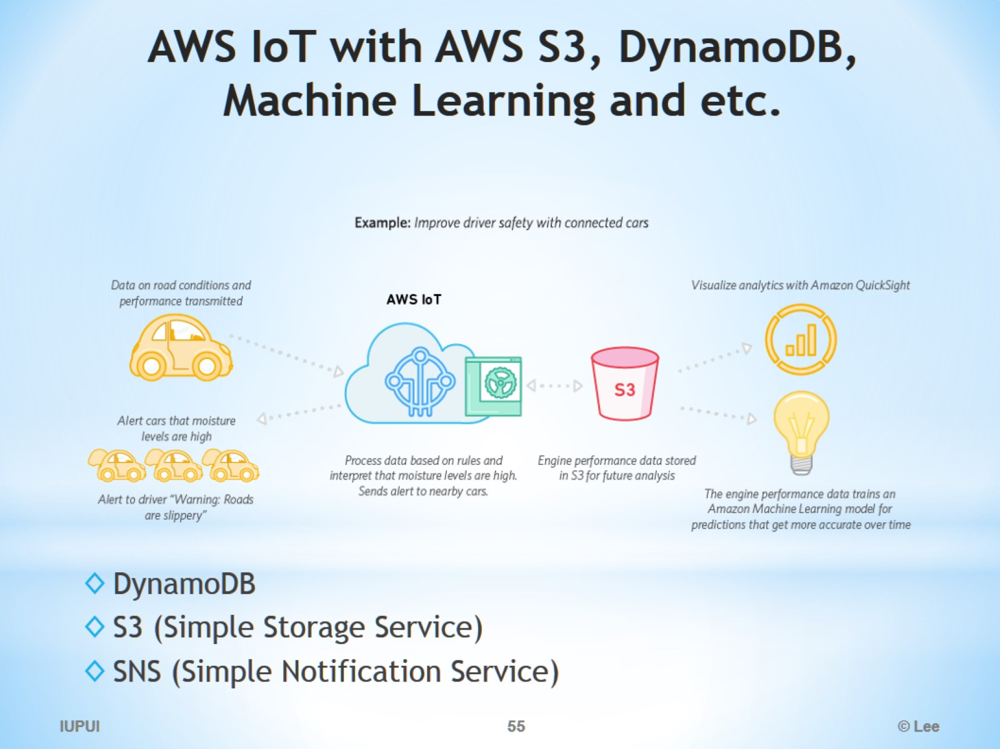 AWS IoT with AWS S3, DynamoDB,
Machine Learning and etc.
Example: Improve driver safety with connected cars
Data on road conditions and
performance transmitted
AWS IoT
Visualize analytics with Amazon QuickSight
S3
Alert cars that moisture
levels are high
Alert to driver “Warning: Roads
are slippery”
Process data based on rules and
interpret that moisture levels are high.
Sends alert to nearby cars.
Engine performance data stored
in S3 for future analysis
The engine performance data trains an
Amazon Machine Learning model for
predictions that get more accurate over time
DynamoDB
S3 (Simple Storage Service)
SNS (Simple Notification Service)
IUPUI
55
© Lee